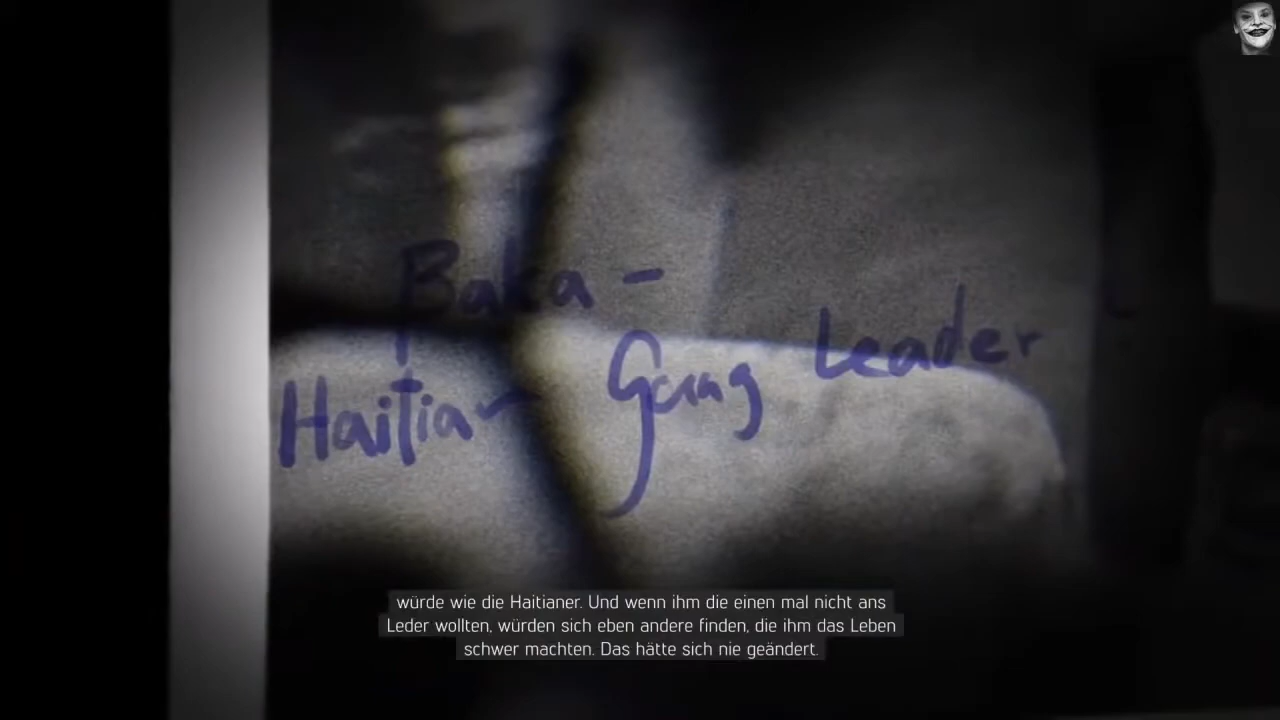 Baka -
Haitian Gang Leader
würde wie die Haitianer. Und wenn ihm die einen mal nicht ans
Leder wollten, würden sich eben andere finden, die ihm das Leben
schwer machten. Das hätte sich nie geändert.